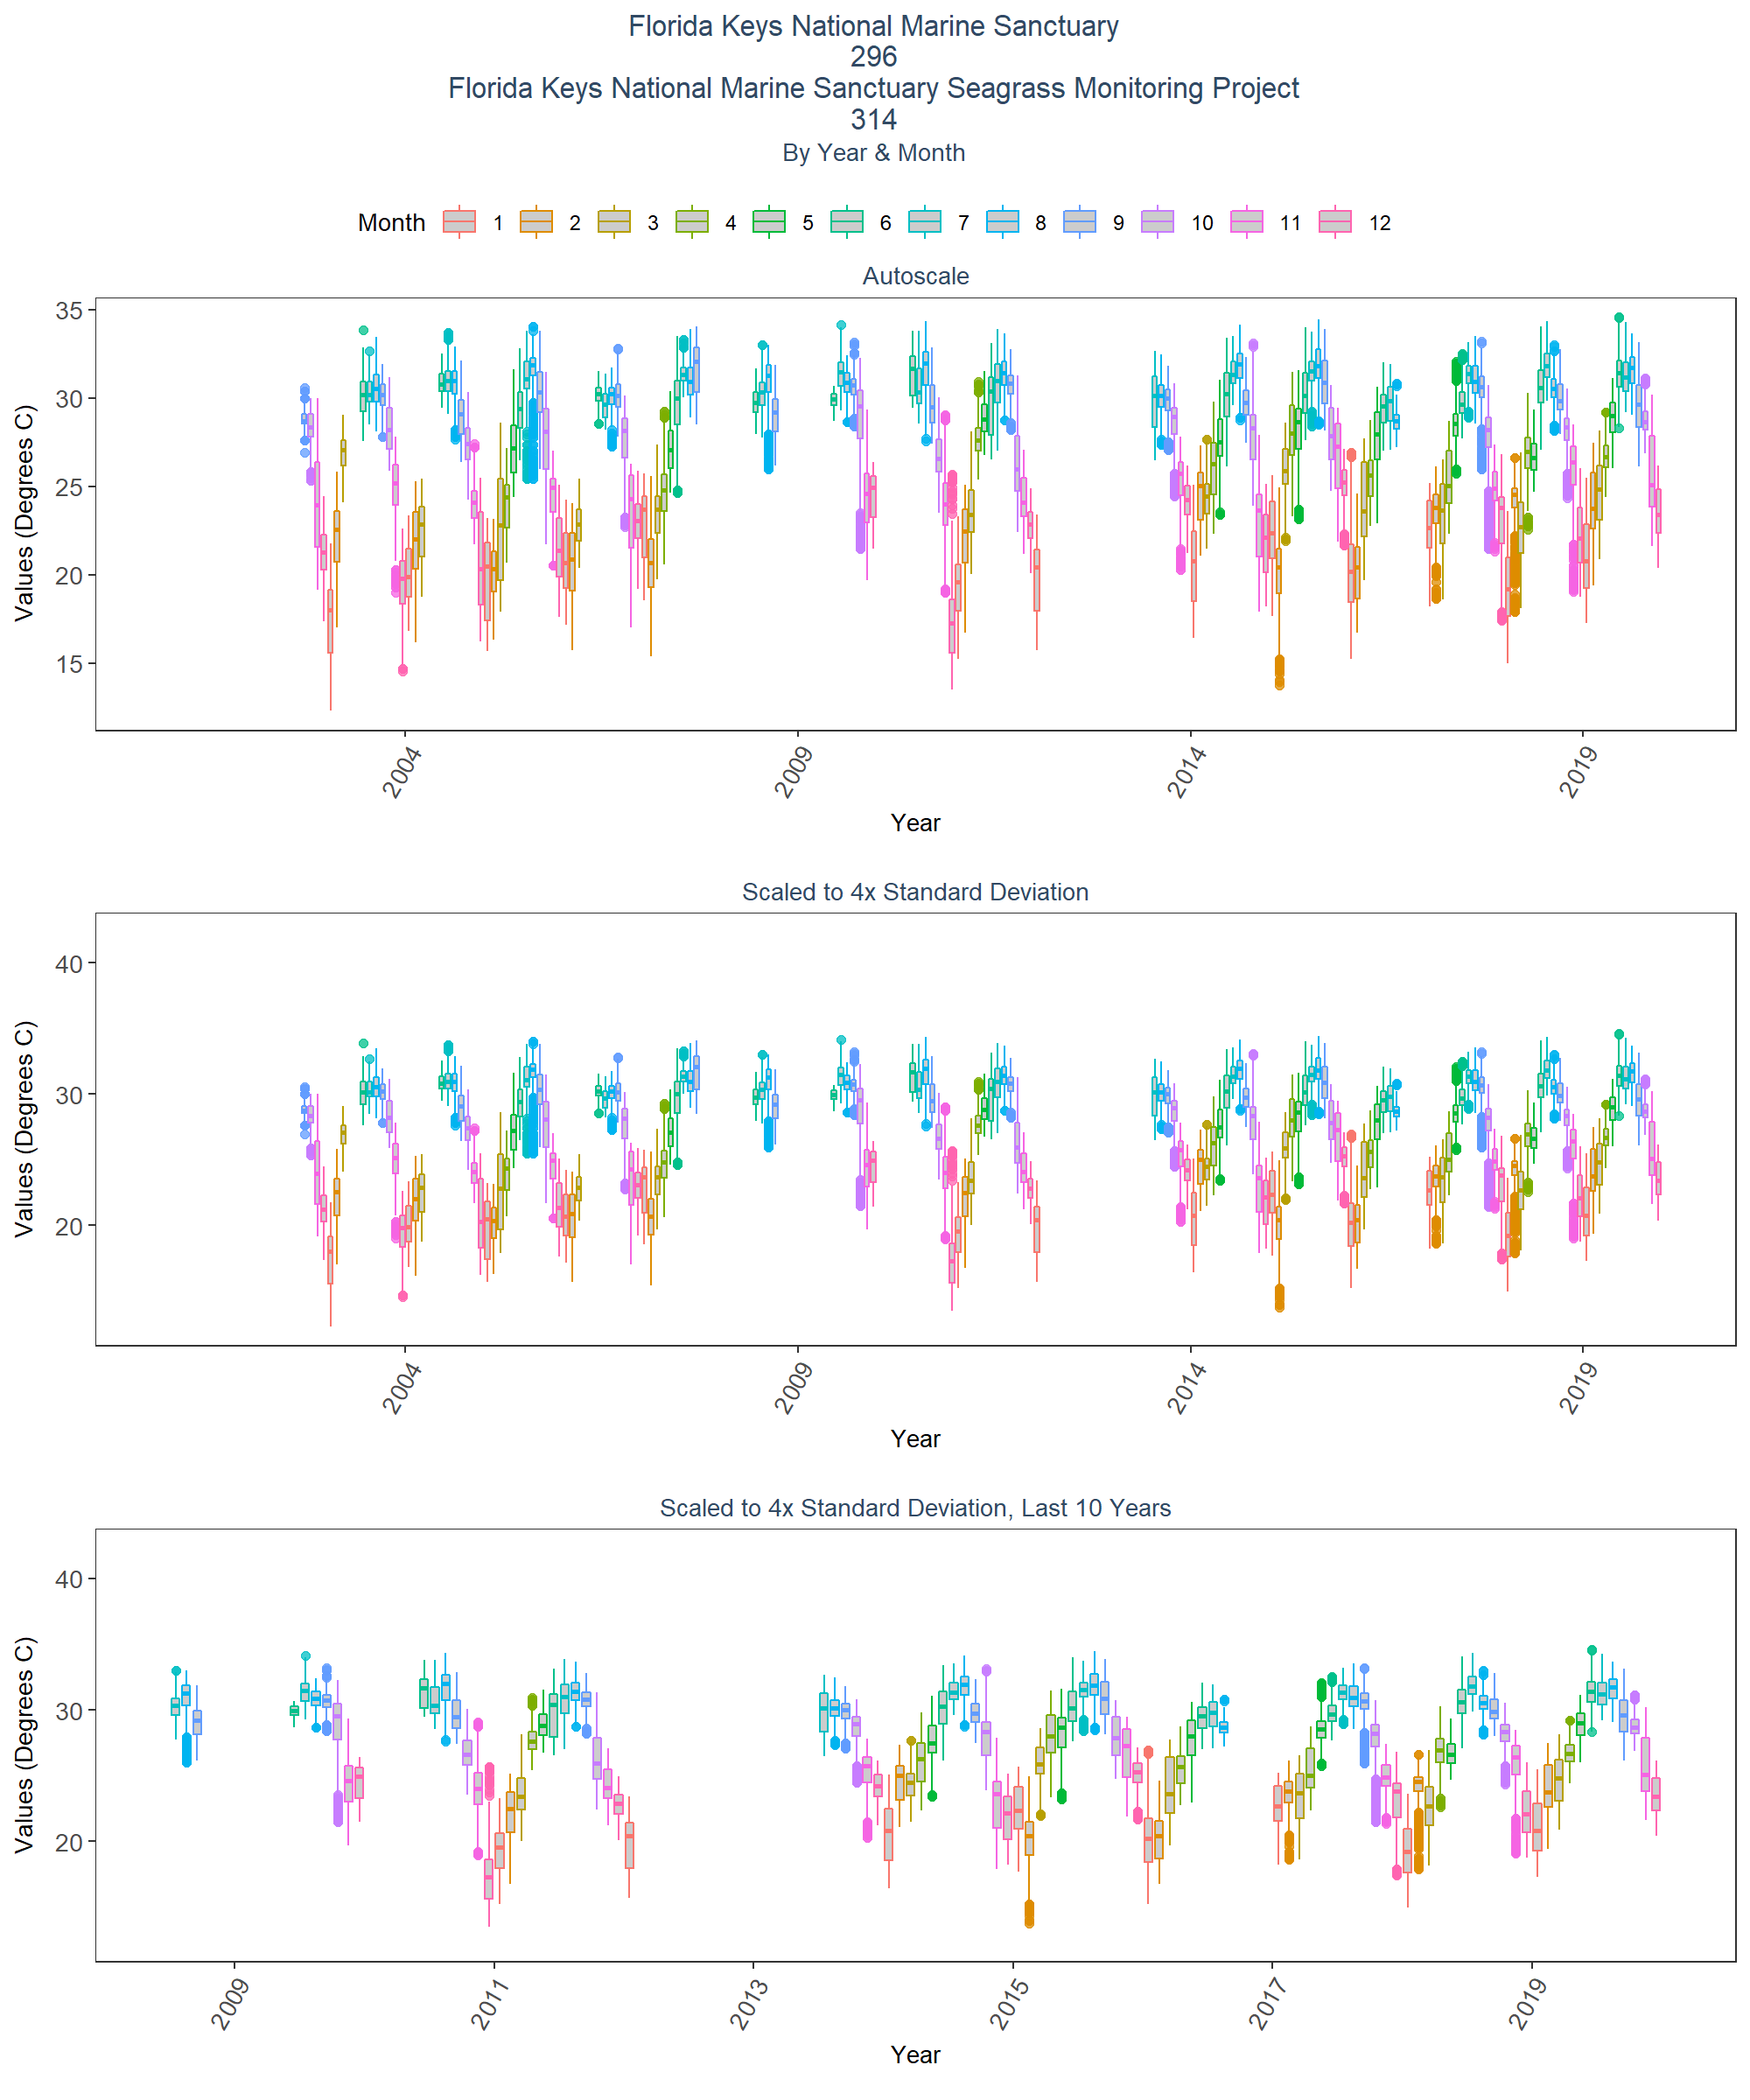 Florida Keys National Marine Sanctuary
296
Florida Keys National Marine Sanctuary Seagrass Monitoring Project
314
By Year & Month
Month 1 2 3 4 5 6 7 8 9 10 11 12
Autoscale
Values (Degrees C)
35
30
25
20
15
2004 2009 2014 2019
Year
Scaled to 4x Standard Deviation
Values (Degrees C)
40
30
20
2004 2009 2014 2019
Year
Scaled to 4x Standard Deviation, Last 10 Years
Values (Degrees C)
40
30
20
2009 2011 2013 2015 2017 2019
Year